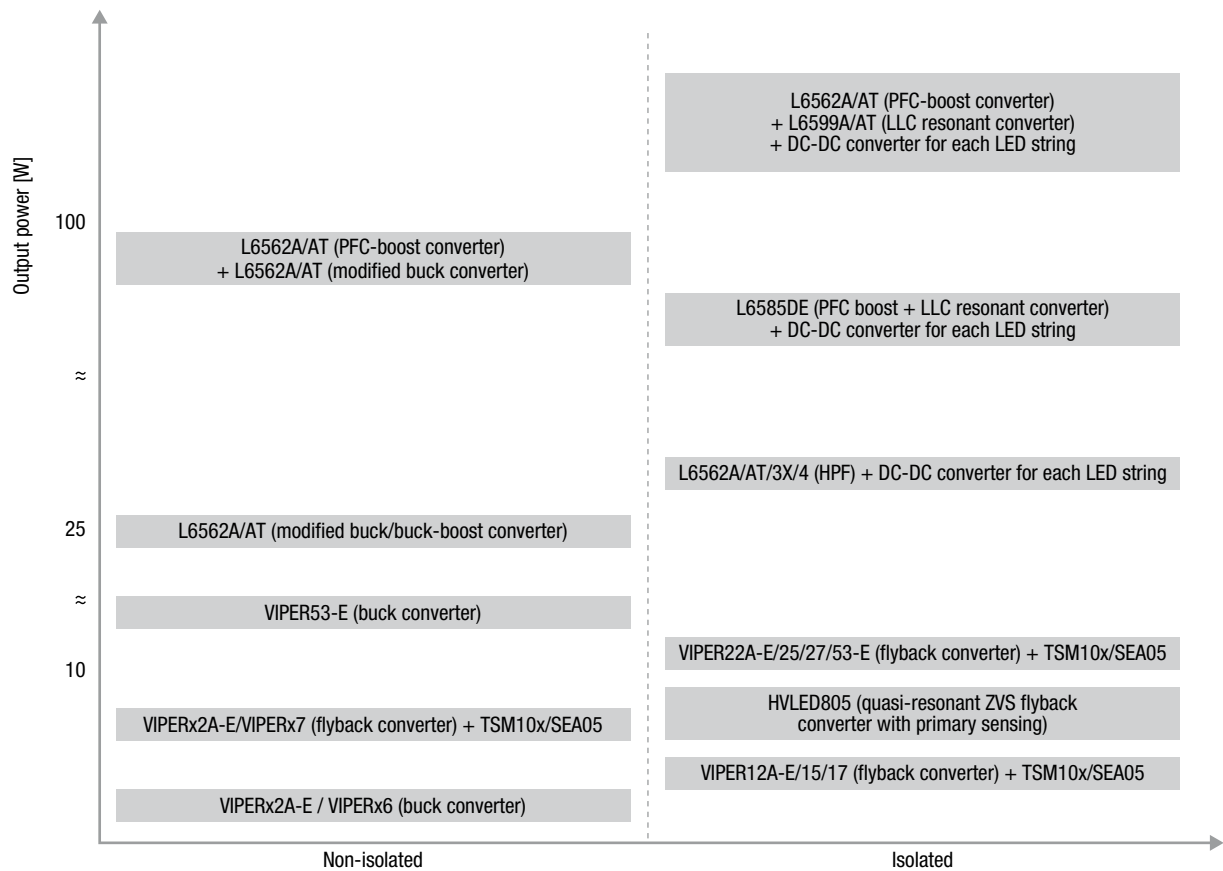 Output power [W]
100
≈
25
≈
10
L6562A/AT (PFC-boost converter)
+ L6562A/AT (modified buck converter)
L6562A/AT (modified buck/buck-boost converter)
VIPER53-E (buck converter)
VIPERx2A-E/VIPERx7 (flyback converter) + TSM10x/SEA05
VIPERx2A-E / VIPERx6 (buck converter)
Non-isolated
L6562A/AT (PFC-boost converter)
+ L6599A/AT (LLC resonant converter)
+ DC-DC converter for each LED string
L6585DE (PFC boost + LLC resonant converter)
+ DC-DC converter for each LED string
L6562A/AT/3X/4 (HPF) + DC-DC converter for each LED string
VIPER22A-E/25/27/53-E (flyback converter) + TSM10x/SEA05
HVLED805 (quasi-resonant ZVS flyback
converter with primary sensing)
VIPER12A-E/15/17 (flyback converter) + TSM10x/SEA05
Isolated